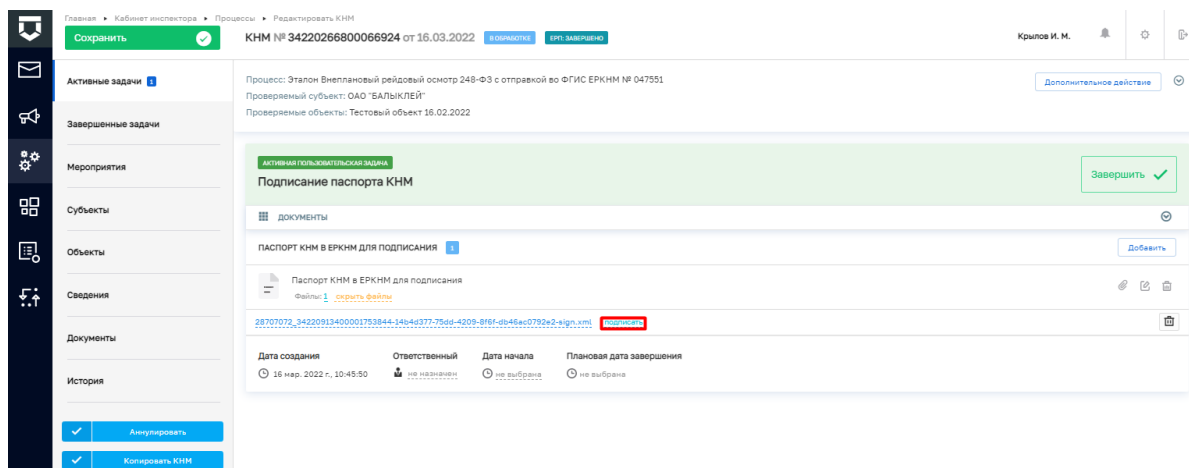 Главная ▸ Кабинет инспектора ▸ Процессы ▸ Редактировать КНМ
Сохранить
КНМ № 34220266800066924 от 16.03.2022 В ОБРАБОТКЕ ЕРП: ЗАВЕРШЕНО
Крылов И. М.
Активные задачи 1
Завершенные задачи
Мероприятия
Субъекты
Объекты
Сведения
Документы
История
Аннулировать
Копировать КНМ
Процесс: Эталон Внеплановый рейдовый осмотр 248-ФЗ с отправкой во ФГИС ЕРКНМ № 047551
Проверяемый субъект: ОАО "БАЛЫКЛЕЙ"
Проверяемые объекты: Тестовый объект 16.02.2022
Дополнительное действие
АКТИВНАЯ ПОЛЬЗОВАТЕЛЬСКАЯ ЗАДАЧА
Подписание паспорта КНМ
Завершить
ДОКУМЕНТЫ
ПАСПОРТ КНМ В ЕРКНМ ДЛЯ ПОДПИСАНИЯ 1
Добавить
Паспорт КНМ в ЕРКНМ для подписания
Файлы: 1 скрыть файлы
28707072_34220913400001753844-14b4d377-75dd-4209-8f6f-db46ac0792e2-sign.xml подписать
Дата создания Ответственный Дата начала Плановая дата завершения
16 мар. 2022 г., 10:45:50 не назначен не выбрана не выбрана